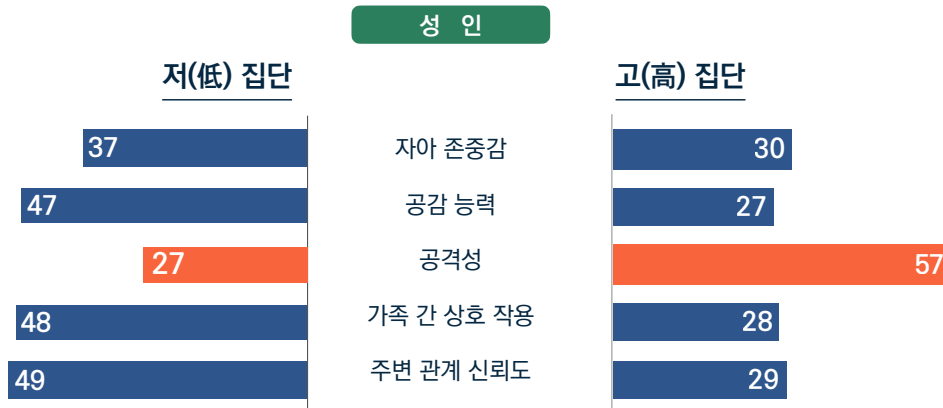 성 인
저(低) 집단 고(高) 집단
37 자아 존중감 30
47 공감 능력 27
27 공격성 57
48 가족 간 상호 작용 28
49 주변 관계 신뢰도 29